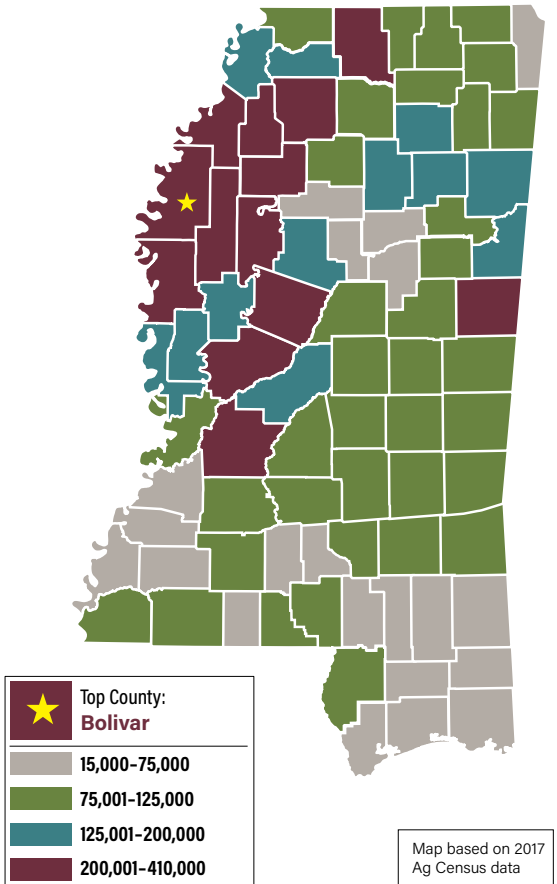 Top County:
Bolivar
15,000–75,000
75,001–125,000
125,001–200,000
200,001–410,000
Map based on 2017
Ag Census data